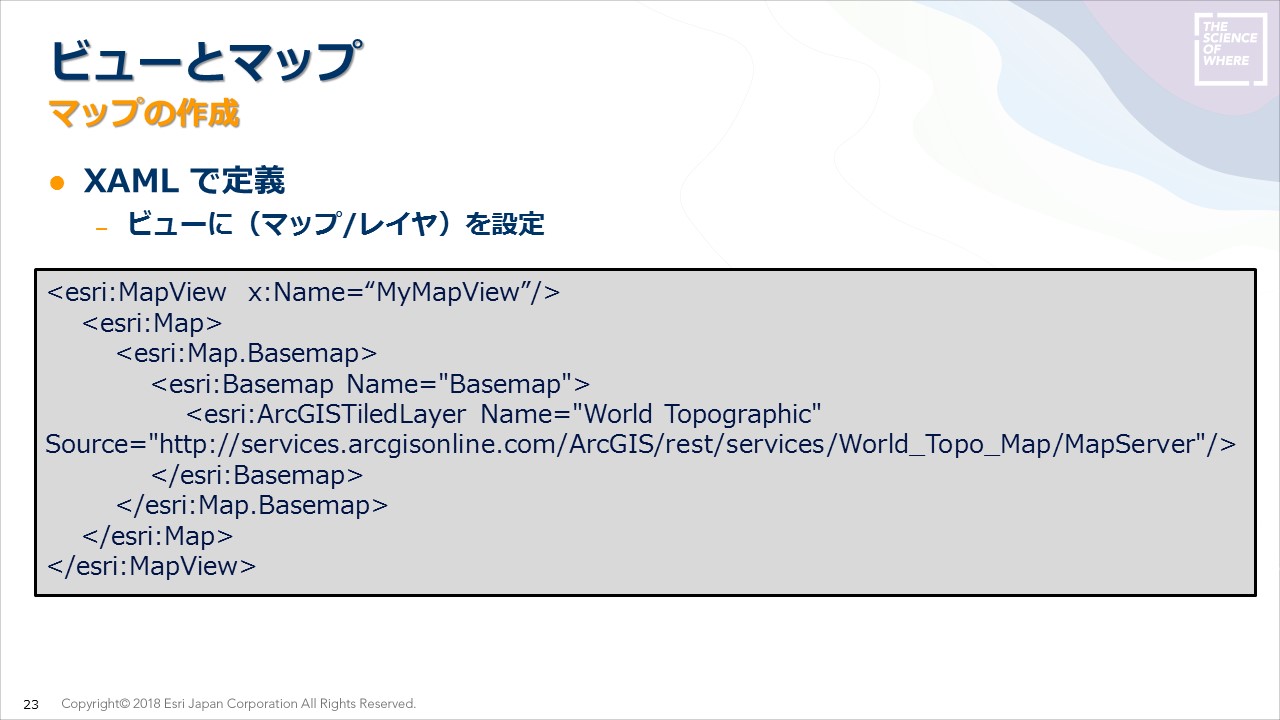 ビューとマップ
マップの作成
THE
SCIENCE
OF
WHERE
● XAML で定義
– ビューに（マップ/レイヤ）を設定
<esri:MapView x:Name=“MyMapView”/>
<esri:Map>
<esri:Map.Basemap>
<esri:Basemap Name="Basemap">
<esri:ArcGISTiledLayer Name="World Topographic"
Source="http://services.arcgisonline.com/ArcGIS/rest/services/World_Topo_Map/MapServer"/>
</esri:Basemap>
</esri:Map.Basemap>
</esri:Map>
</esri:MapView>
23 Copyright© 2018 Esri Japan Corporation All Rights Reserved.